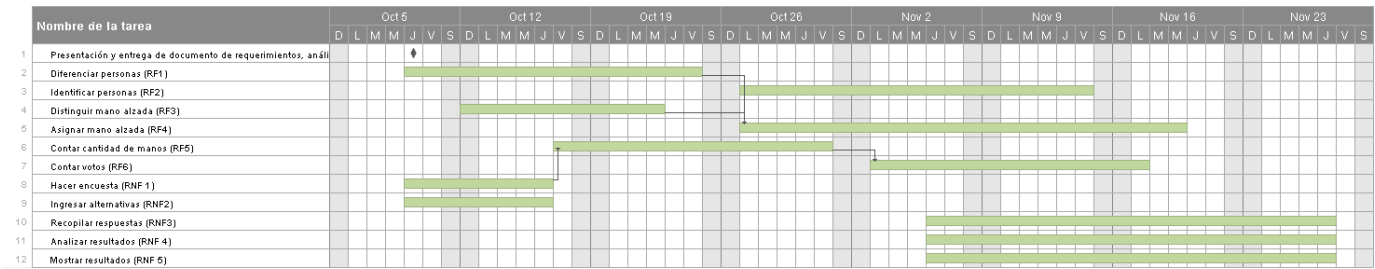 Nombre de la tarea
Oct 5 Oct 12 Oct 19 Oct 26 Nov 2 Nov 9 Nov 16 Nov 23
D L M M J V S D L M M J V S D L M M J V S D L M M J V S D L M M J V S D L M M J V S D L M M J V S D L M M J V S
1 Presentación y entrega de documento de requerimientos, análi
2 Diferenciar personas (RF1)
3 Identificar personas (RF2)
4 Distinguir mano alzada (RF3)
5 Asignar mano alzada (RF4)
6 Contar cantidad de manos (RF5)
7 Contar votos (RF6)
8 Hacer encuesta (RNF 1)
9 Ingresar alternativas (RNF2)
10 Recopilar respuestas (RNF3)
11 Analizar resultados (RNF 4)
12 Mostrar resultados (RNF 5)